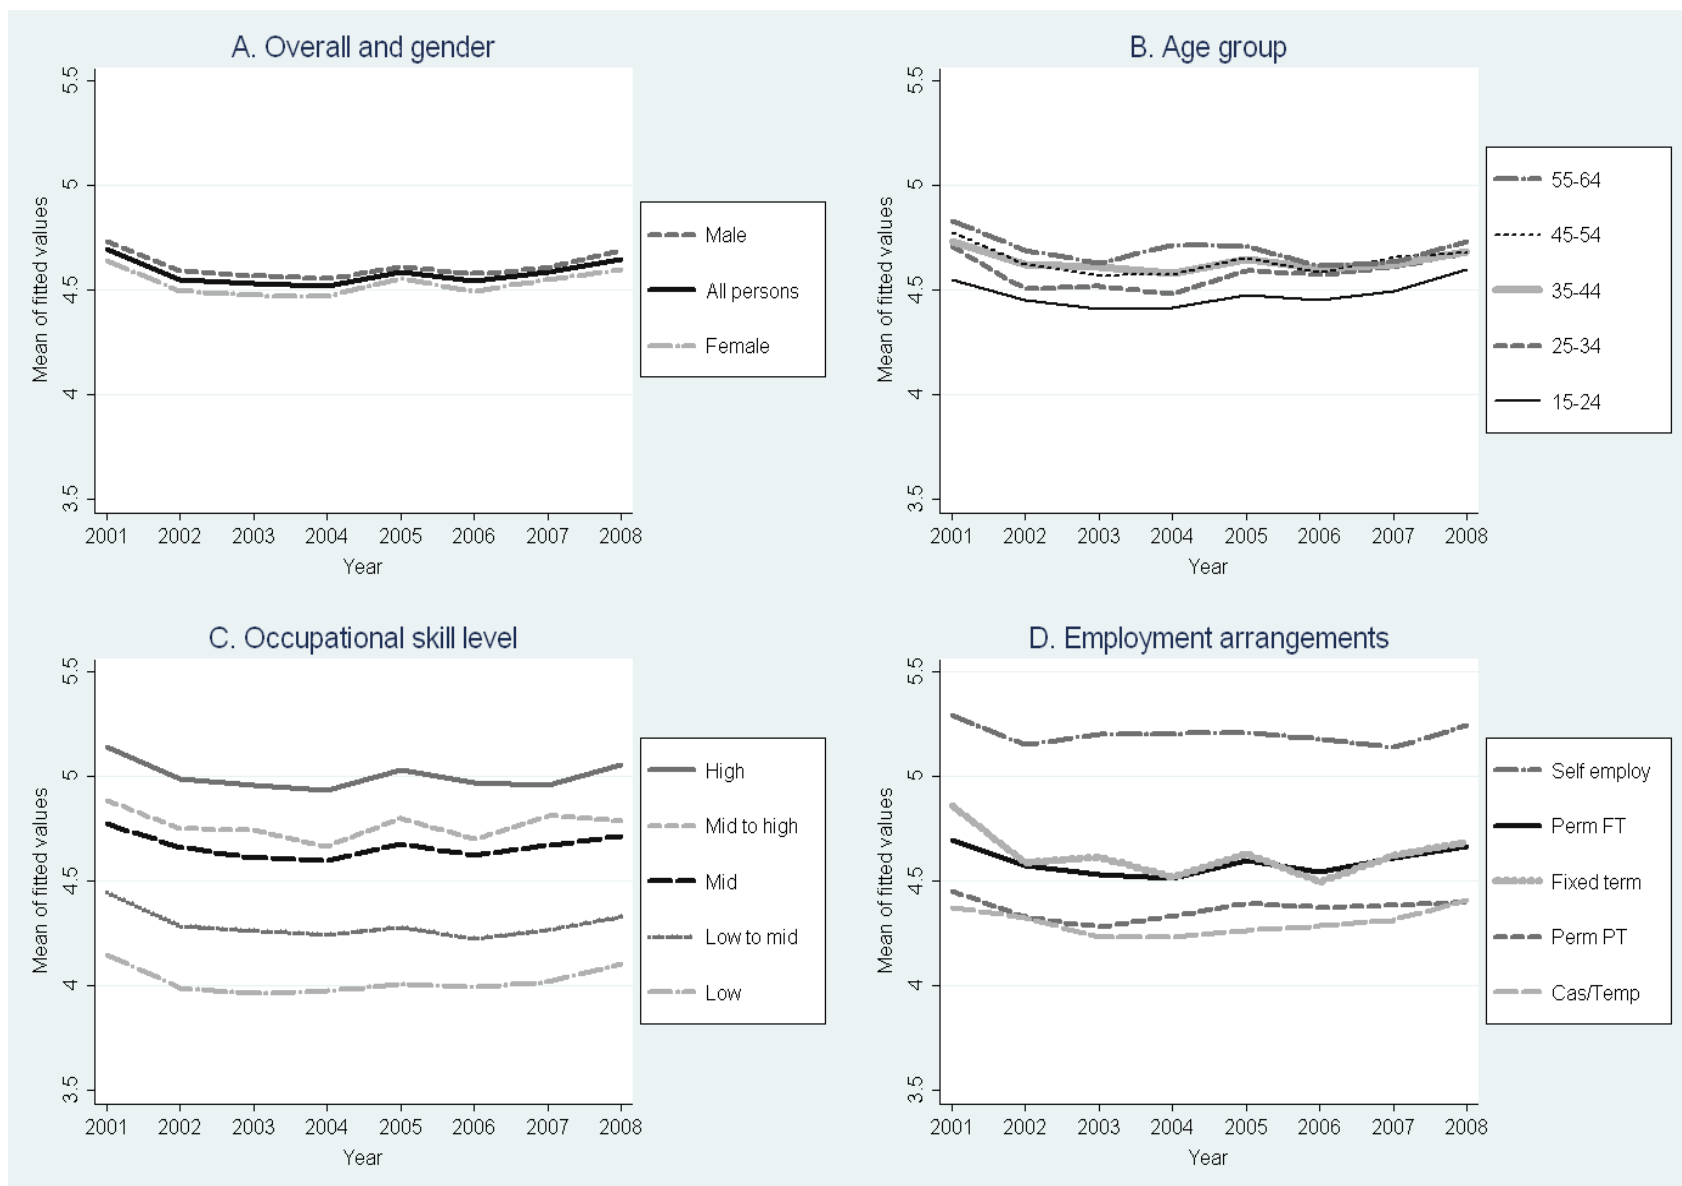 A. Overall and gender
5.5
5
4.5
4
3.5
Mean of fitted values
2001 2002 2003 2004 2005 2006 2007 2008
Year
Male
All persons
Female
B. Age group
5.5
5
4.5
4
3.5
Mean of fitted values
2001 2002 2003 2004 2005 2006 2007 2008
Year
55-64
45-54
35-44
25-34
15-24
C. Occupational skill level
5.5
5
4.5
4
3.5
Mean of fitted values
2001 2002 2003 2004 2005 2006 2007 2008
Year
High
Mid to high
Mid
Low to mid
Low
D. Employment arrangements
5.5
5
4.5
4
3.5
Mean of fitted values
2001 2002 2003 2004 2005 2006 2007 2008
Year
Self employ
Perm FT
Fixed term
Perm PT
Cas/Temp